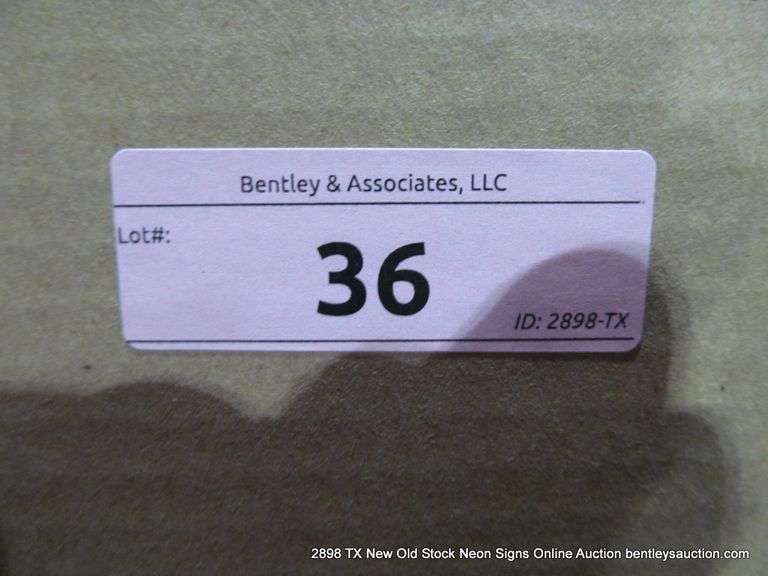 Bentley & Associates, LLC
Lot#:
36
ID: 2898-TX
2898 TX New Old Stock Neon Signs Online Auction bentleysauction.com